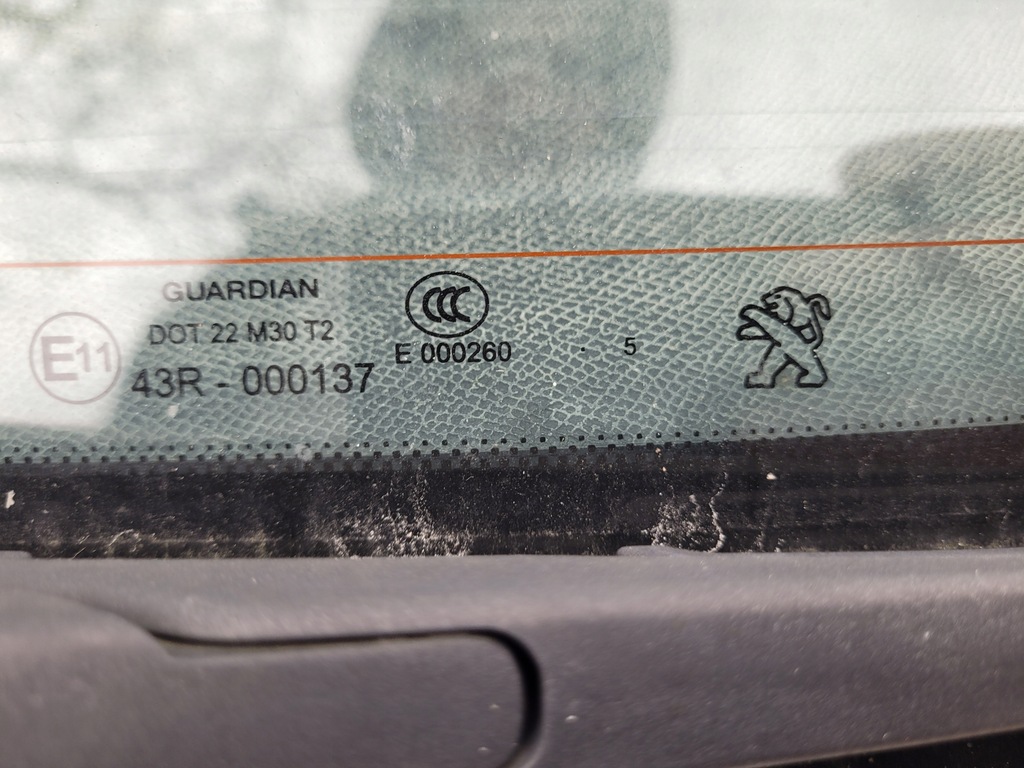 GUARDIAN
DOT 22 M30 T2
E11
43R - 000137
CCC
E 000260
. 5